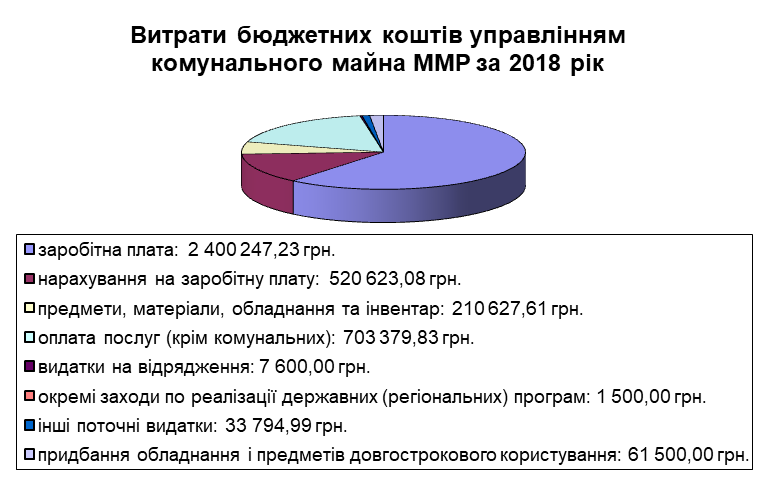 Витрати бюджетних коштів управлінням
комунального майна ММР за 2018 рік
заробітна плата: 2 400 247,23 грн.
нарахування на заробітну плату: 520 623,08 грн.
предмети, матеріали, обладнання та інвентар: 210 627,61 грн.
оплата послуг (крім комунальних): 703 379,83 грн.
видатки на відрядження: 7 600,00 грн.
окремі заходи по реалізації державних (регіональних) програм: 1 500,00 грн.
інші поточні видатки: 33 794,99 грн.
придбання обладнання і предметів довгострокового користування: 61 500,00 грн.